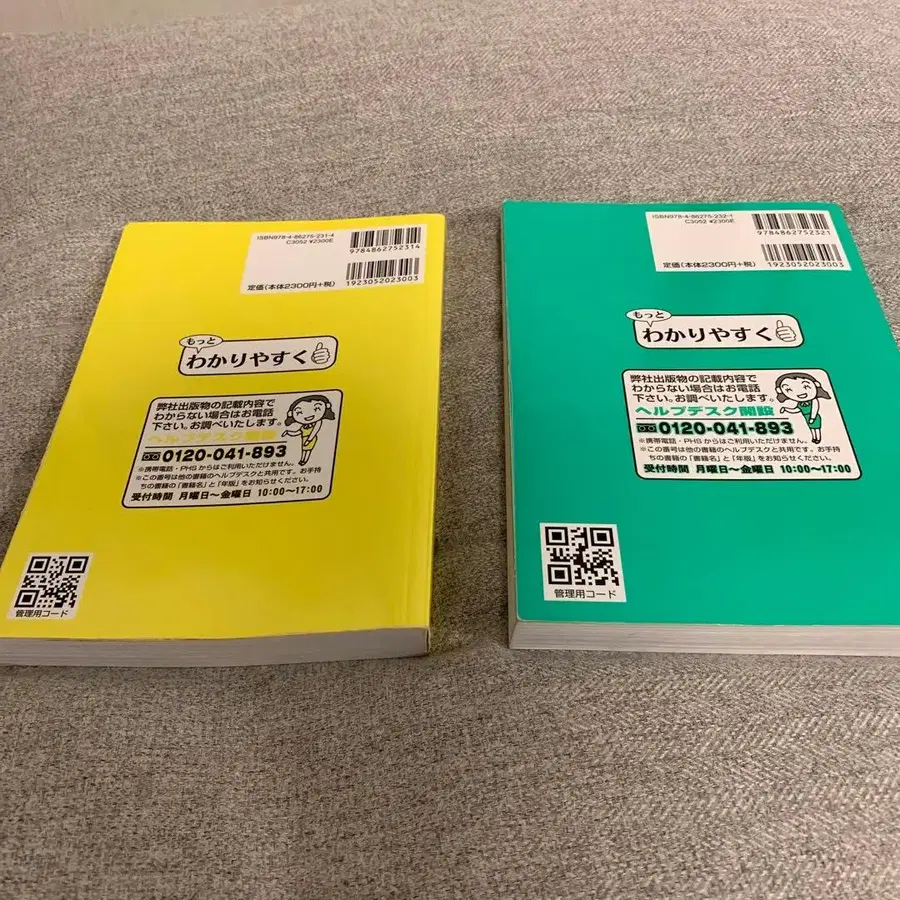 ISBN978-4-86275-231-4
C3052 ¥2300E
9784862752314
定価(本体2300円+税)
1923052023003
もっと
わかりやすく
弊社出版物の記載内容で
わからない場合はお電話
下さい。お調べいたします。
ヘルプデスク開設
0120-041-893
※携帯電話・PHSからはご利用いただけません。
※この番号は他の書籍のヘルプデスクと共用です。お手持
ちの書籍の「書籍名」と「年版」をお知らせください。
受付時間 月曜日～金曜日 10:00～17:00
管理用コード
ISBN978-4-86275-232-1
C3052 ¥2300E
9784862752321
定価(本体2300円+税)
1923052023003
もっと
わかりやすく
弊社出版物の記載内容で
わからない場合はお電話
下さい。お調べいたします。
ヘルプデスク開設
0120-041-893
※携帯電話・PHSからはご利用いただけません。
※この番号は他の書籍のヘルプデスクと共用です。お手持
ちの書籍の「書籍名」と「年版」をお知らせください。
受付時間 月曜日～金曜日 10:00～17:00
管理用コード